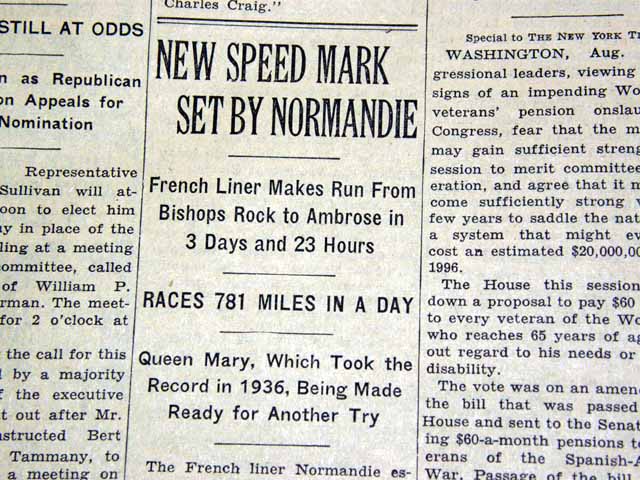 STILL AT ODDS
n as Republican
on Appeals for
Nomination
Representative
Sullivan will at-
oon to elect him
y in place of the
ling at a meeting
ommittee, called
of William P.
rman. The meet-
for 2 o'clock at
the call for this
d by a majority
f the executive
t out after Mr.
nstructed Bert
Tammany, to
a meeting on
Charles Craig."
NEW SPEED MARK
SET BY NORMANDIE
French Liner Makes Run From
Bishops Rock to Ambrose in
3 Days and 23 Hours
RACES 781 MILES IN A DAY
Queen Mary, Which Took the
Record in 1936, Being Made
Ready for Another Try
The French liner Normandie es-
Special to THE NEW YORK TI
WASHINGTON, Aug.
gressional leaders, viewing
signs of an impending Wo
veterans' pension onslau
Congress, fear that the m
may gain sufficient streng
session to merit committee
eration, and agree that it m
come sufficiently strong
few years to saddle the nat
a system that might ev
cost an estimated $20,000,00
1996.
The House this session
down a proposal to pay $60
to every veteran of the Wo
who reaches 65 years of ag
out regard to his needs or
disability.
The vote was on an amen
the bill that was passed
House and sent to the Senat
ing $60-a-month pensions t
erans of the Spanish-A
War. Passage of the bill